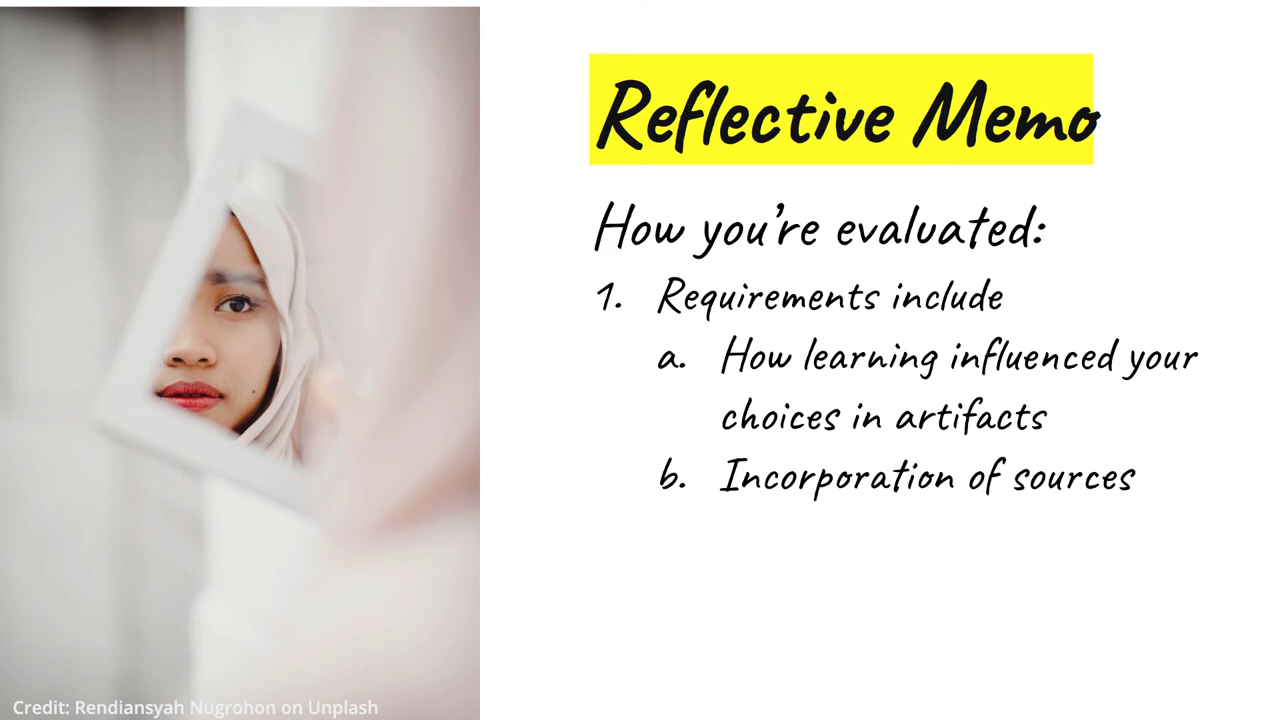 Reflective Memo
How you're evaluated:
1. Requirements include
a. How learning influenced your
choices in artifacts
b. Incorporation of sources
Credit: Rendiansyah Nugrohon on Unplash